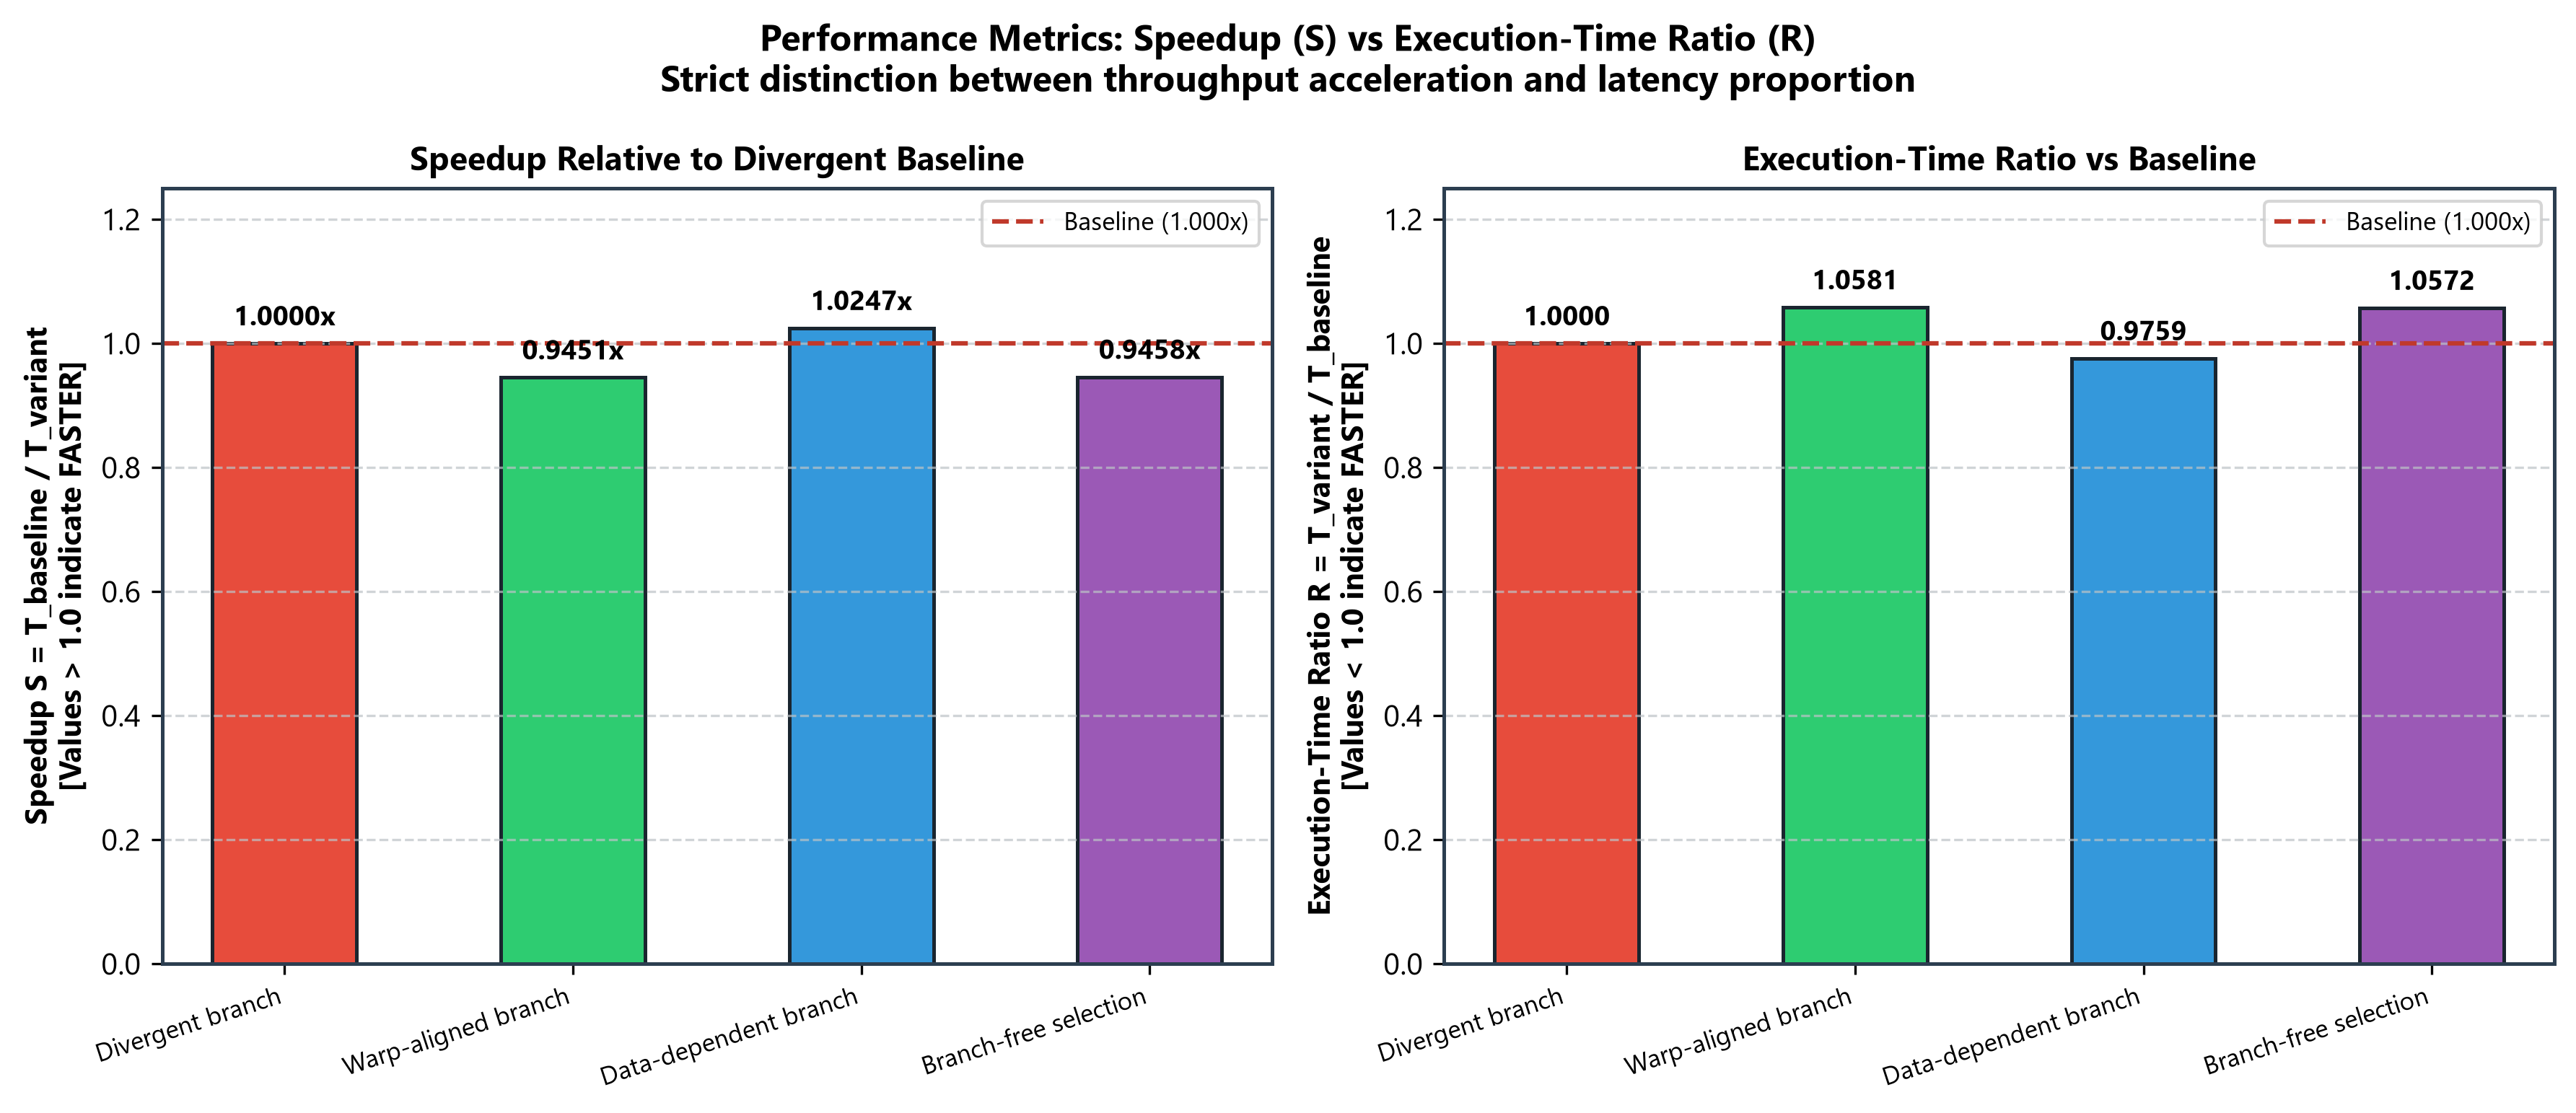 Performance Metrics: Speedup (S) vs Execution-Time Ratio (R)
Strict distinction between throughput acceleration and latency proportion
Speedup Relative to Divergent Baseline
Speedup S = T_baseline / T_variant
[Values > 1.0 indicate FASTER]
1.2
1.0
0.8
0.6
0.4
0.2
0.0
Baseline (1.000x)
1.0000x
0.9451x
1.0247x
0.9458x
Divergent branch
Warp-aligned branch
Data-dependent branch
Branch-free selection
Execution-Time Ratio vs Baseline
Execution-Time Ratio R = T_variant / T_baseline
[Values < 1.0 indicate FASTER]
1.2
1.0
0.8
0.6
0.4
0.2
0.0
Baseline (1.000x)
1.0000
1.0581
0.9759
1.0572
Divergent branch
Warp-aligned branch
Data-dependent branch
Branch-free selection